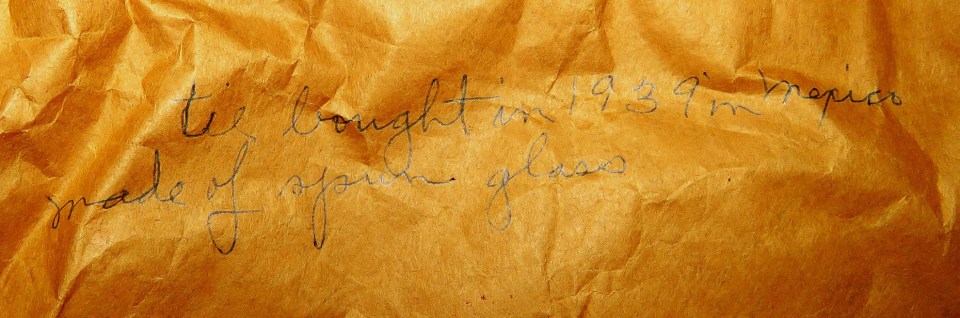 tie bought in 1939 in Mexico
made of spun glass